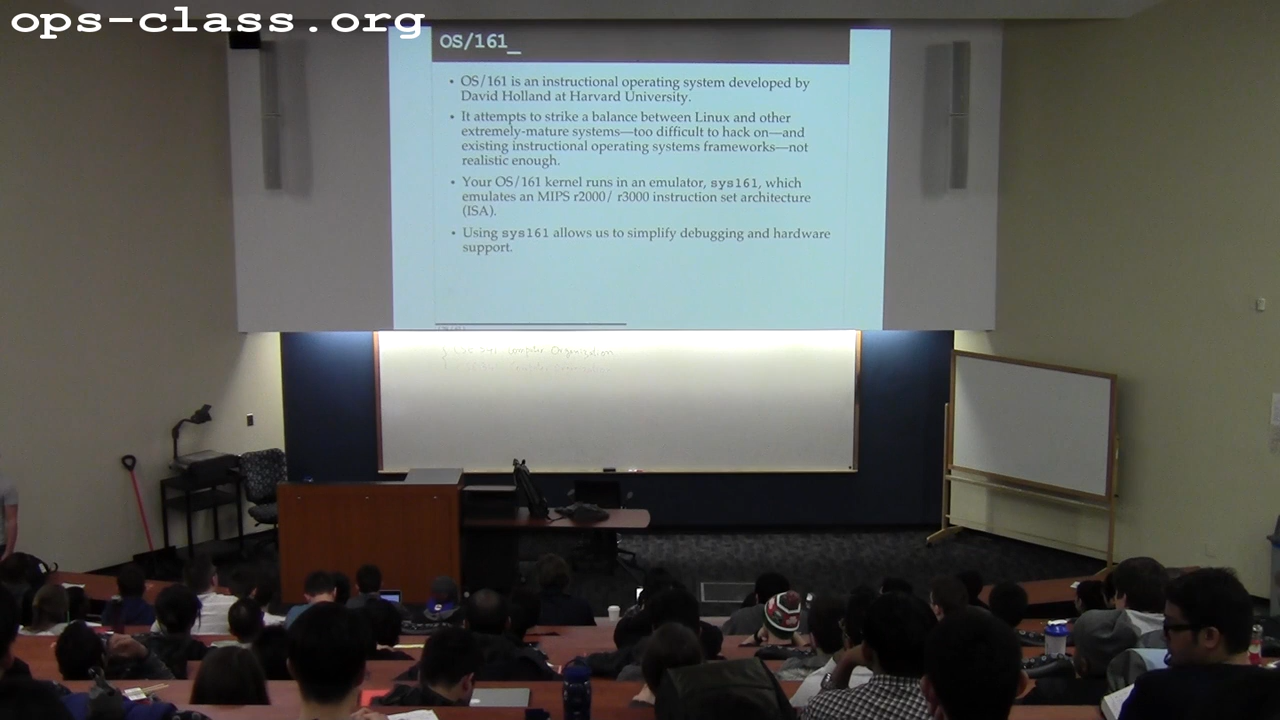 ops-class.org
OS/161_
• OS/161 is an instructional operating system developed by
David Holland at Harvard University.
• It attempts to strike a balance between Linux and other
extremely-mature systems—too difficult to hack on—and
existing instructional operating systems frameworks—not
realistic enough.
• Your OS/161 kernel runs in an emulator, sys161, which
emulates an MIPS r2000/ r3000 instruction set architecture
(ISA).
• Using sys161 allows us to simplify debugging and hardware
support.
Computer Organization